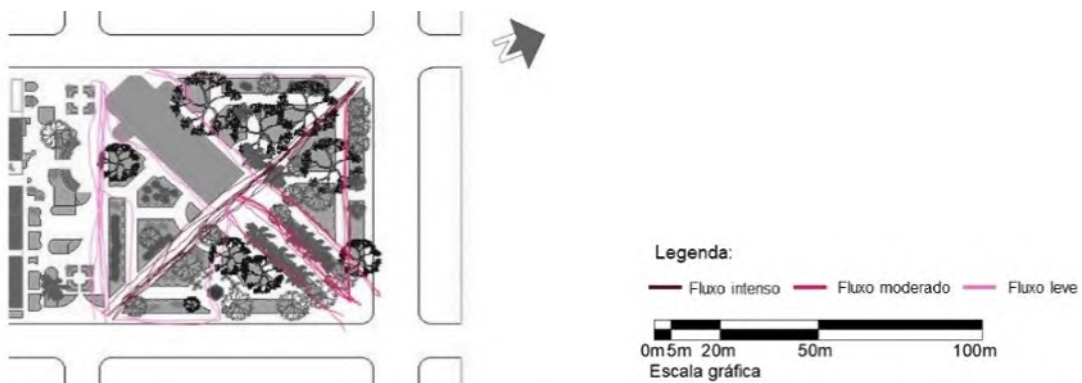 N
Legenda:
Fluxo intenso Fluxo moderado Fluxo leve
0m 5m 20m 50m 100m
Escala gráfica